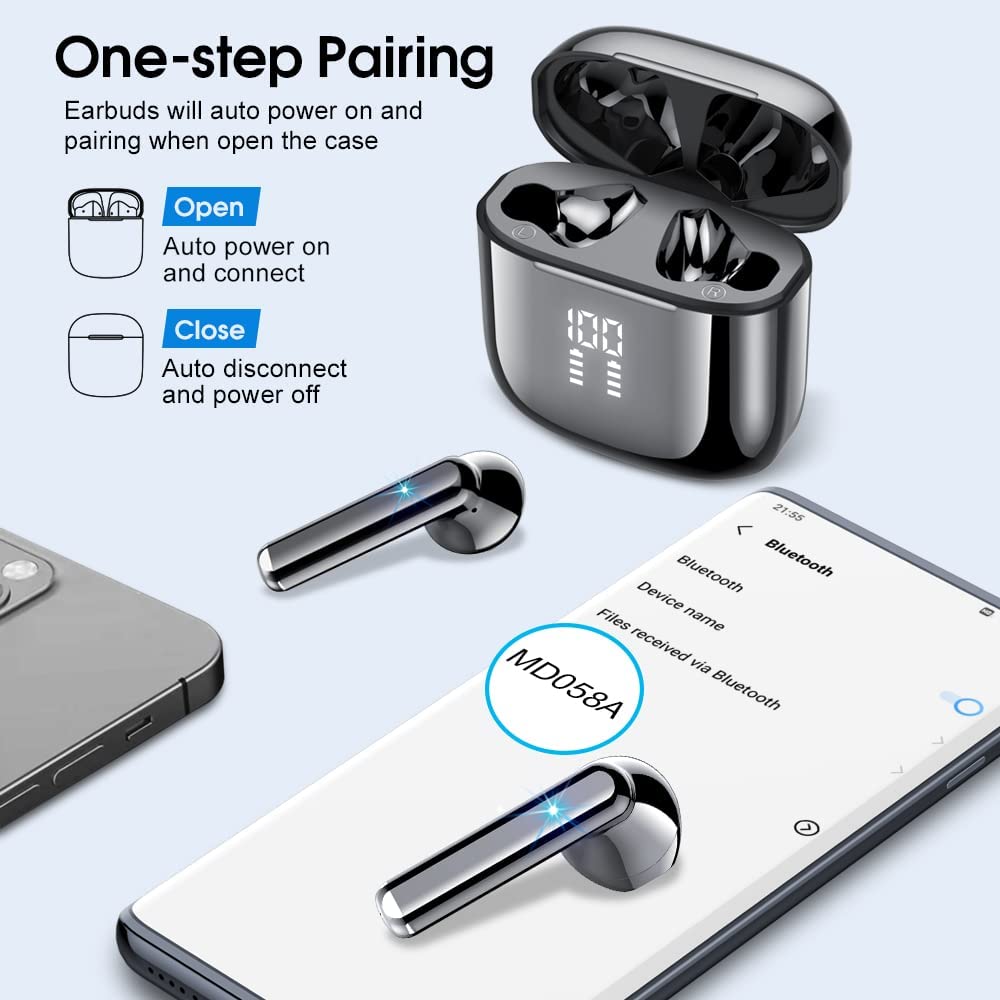 One-step Pairing
Earbuds will auto power on and
pairing when open the case
Open
Auto power on
and connect
Close
Auto disconnect
and power off
L
R
100
21:55
Bluetooth
Bluetooth
Device name
Files received via Bluetooth
MD058A